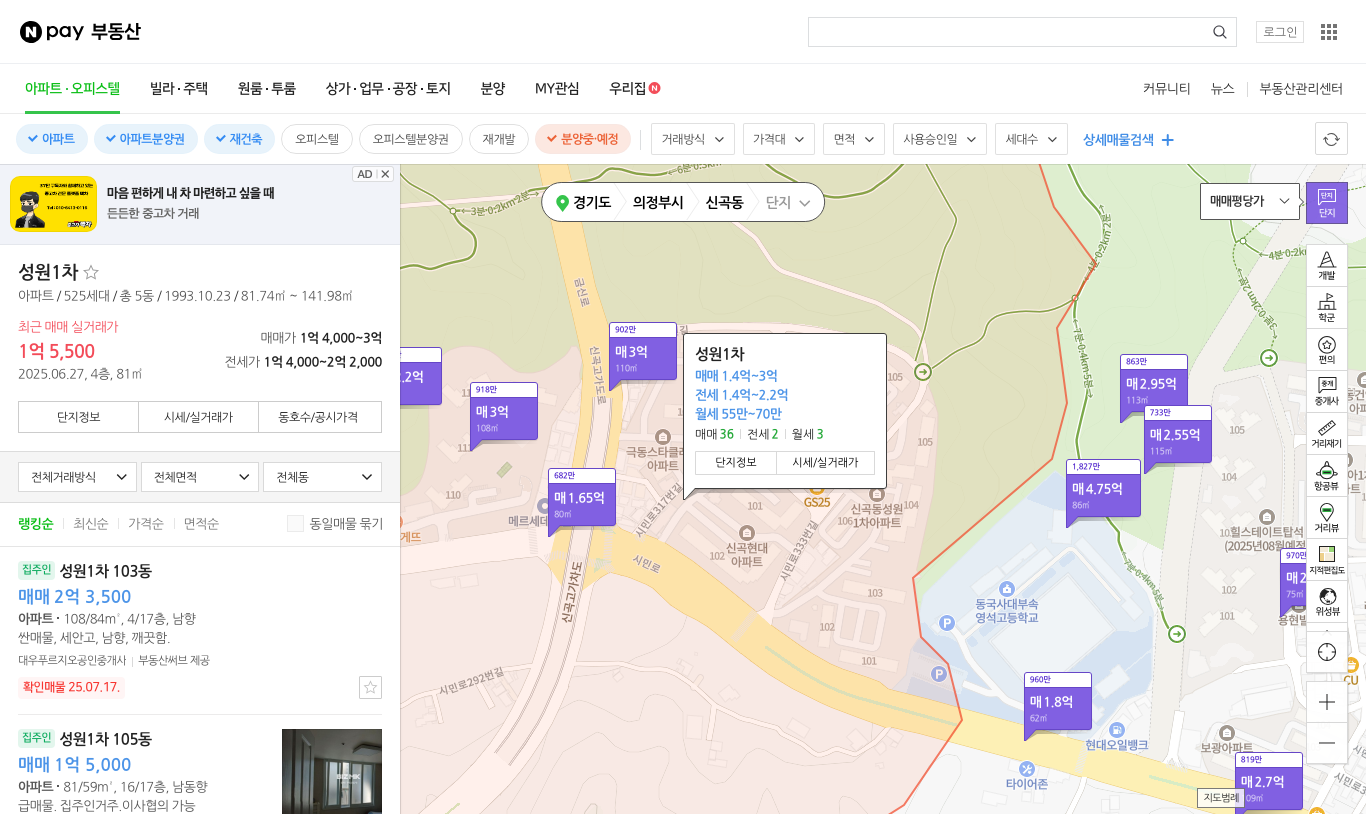 N pay 부동산
로그인
아파트·오피스텔
빌라·주택
원룸·투룸
상가·업무·공장·토지
분양
MY관심
우리집 N
커뮤니티
뉴스
부동산관리센터
아파트
아파트분양권
재건축
오피스텔
오피스텔분양권
재개발
분양중·예정
거래방식
가격대
면적
사용승인일
세대수
상세매물검색
AD
마음 편하게 내 차 마련하고 싶을 때
든든한 중고차 거래
성원1차
아파트 / 525세대 / 총 5동 / 1993.10.23 / 81.74㎡ ~ 141.98㎡
최근 매매 실거래가
1억 5,500
2025.06.27, 4층, 81㎡
매매가 1억 4,000~3억
전세가 1억 4,000~2억 2,000
단지정보
시세/실거래가
동호수/공시가격
전체거래방식
전체면적
전체동
랭킹순
최신순
가격순
면적순
동일매물 묶기
집주인 성원1차 103동
매매 2억 3,500
아파트 · 108/84m², 4/17층, 남향
싼매물, 세안고, 남향, 깨끗함.
대우푸르지오공인중개사
부동산써브 제공
확인매물 25.07.17.
집주인 성원1차 105동
매매 1억 5,000
아파트 · 81/59m², 16/17층, 남동향
급매물. 집주인거주.이사협의 가능
경기도
의정부시
신곡동
단지
매매평당가
단지
단지
개발
학군
편의
중개
중개사
거리재기
항공뷰
거리뷰
지적편집도
위성뷰
지도범례
성원1차
매매 1.4억~3억
전세 1.4억~2.2억
월세 55만~70만
매매 36
전세 2
월세 3
단지정보
시세/실거래가
2.2억
918만
매3억
108㎡
902만
매3억
110㎡
682만
매1.65억
80㎡
863만
매2.95억
113㎡
733만
매2.55억
115㎡
1,827만
매4.75억
86㎡
970만
매2
75㎡
960만
매1.8억
62㎡
819만
매2.7억
09㎡
금신로
신곡고가도로
신곡고가차도
시민로
시민로317번길
시민로333번길
시민로292번길
극동스타클래스
아파트
메르세데스
GS25
신곡동성원
1차아파트
신곡현대
아파트
동국사대부속
영석고등학교
힐스테이트탑석
(2025년08월예정)
현대오일뱅크
타이어존
보광아파트
용현빌
CU
P
P
110
101
102
103
102
101
104
105
105
106
101
102